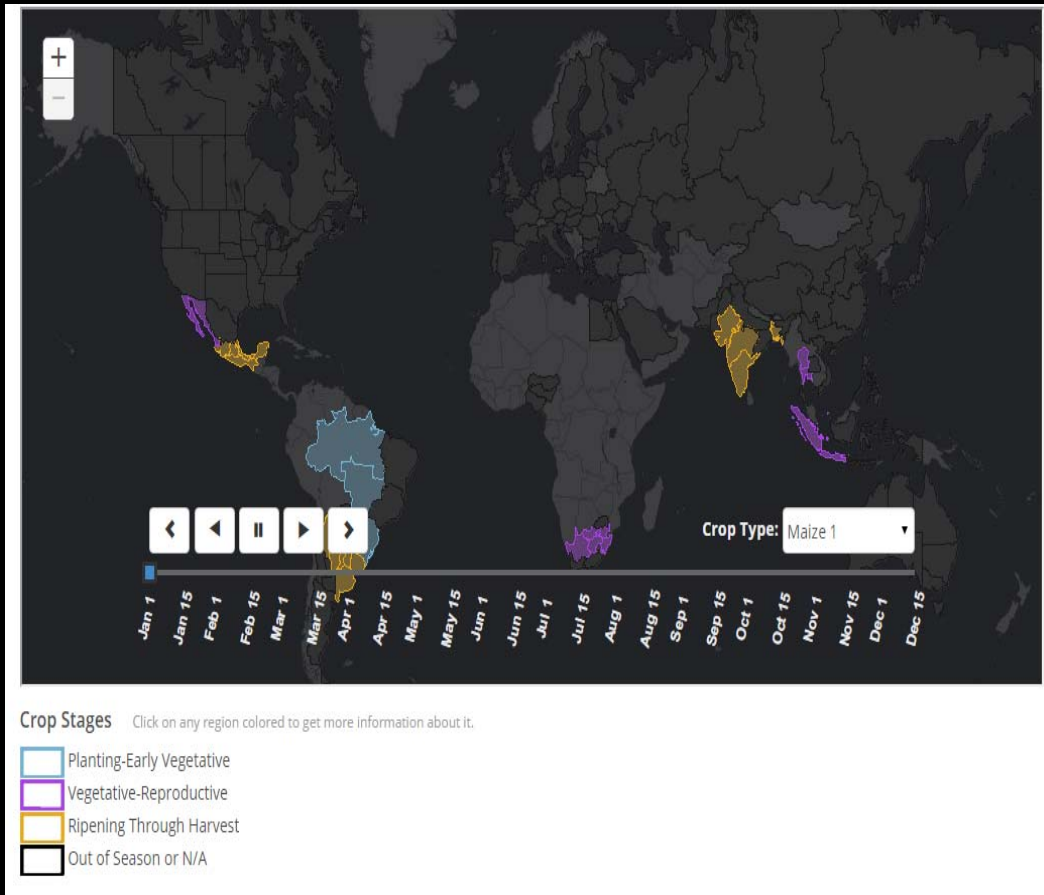 +
−
Crop Type: Maize 1
Jan 1 Jan 15 Feb 1 Feb 15 Mar 1 Mar 15 Apr 1 Apr 15 May 1 May 15 Jun 1 Jun 15 Jul 1 Jul 15 Aug 1 Aug 15 Sep 1 Sep 15 Oct 1 Oct 15 Nov 1 Nov 15 Dec 1 Dec 15
Crop Stages Click on any region colored to get more information about it.
Planting-Early Vegetative
Vegetative-Reproductive
Ripening Through Harvest
Out of Season or N/A